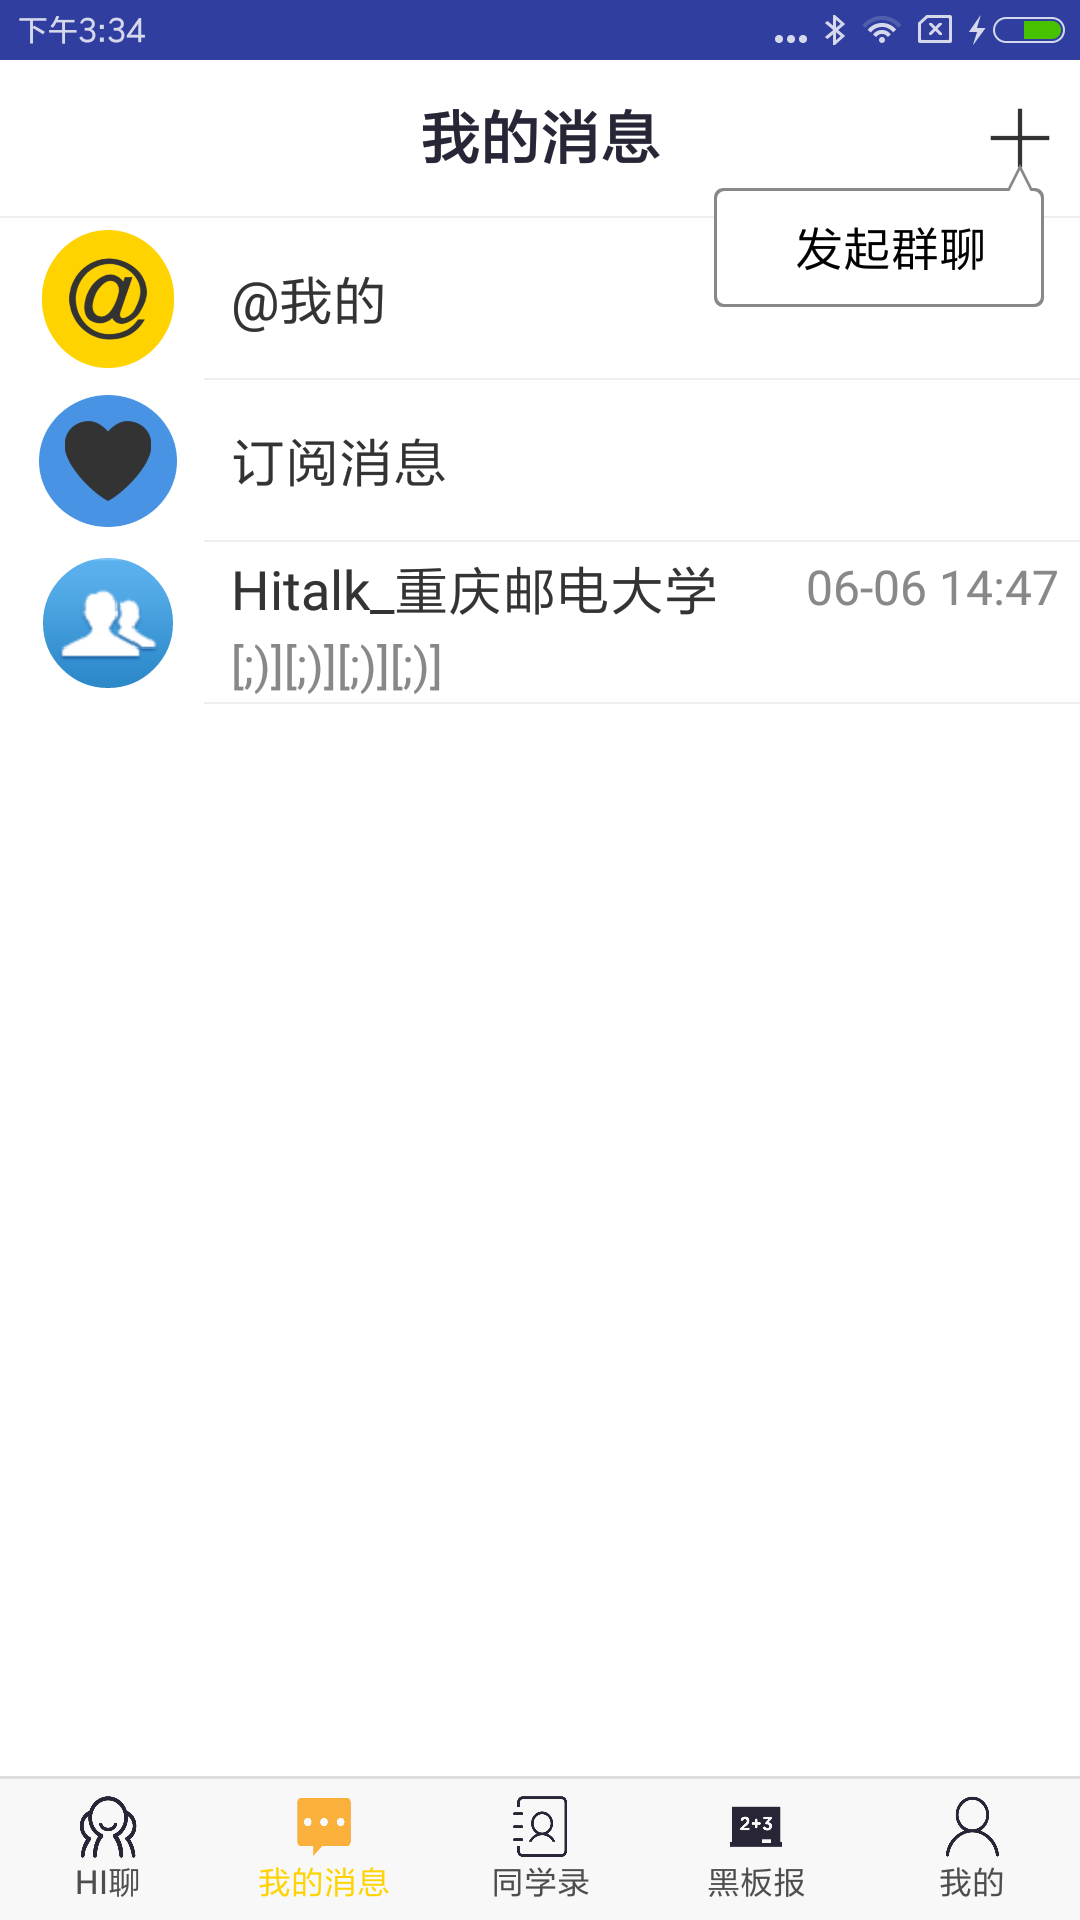 下午3:34
我的消息
发起群聊
@
@我的
订阅消息
Hitalk_重庆邮电大学 06-06 14:47
[;)][;)][;)][;)]
2+3
HI聊 我的消息 同学录 黑板报 我的